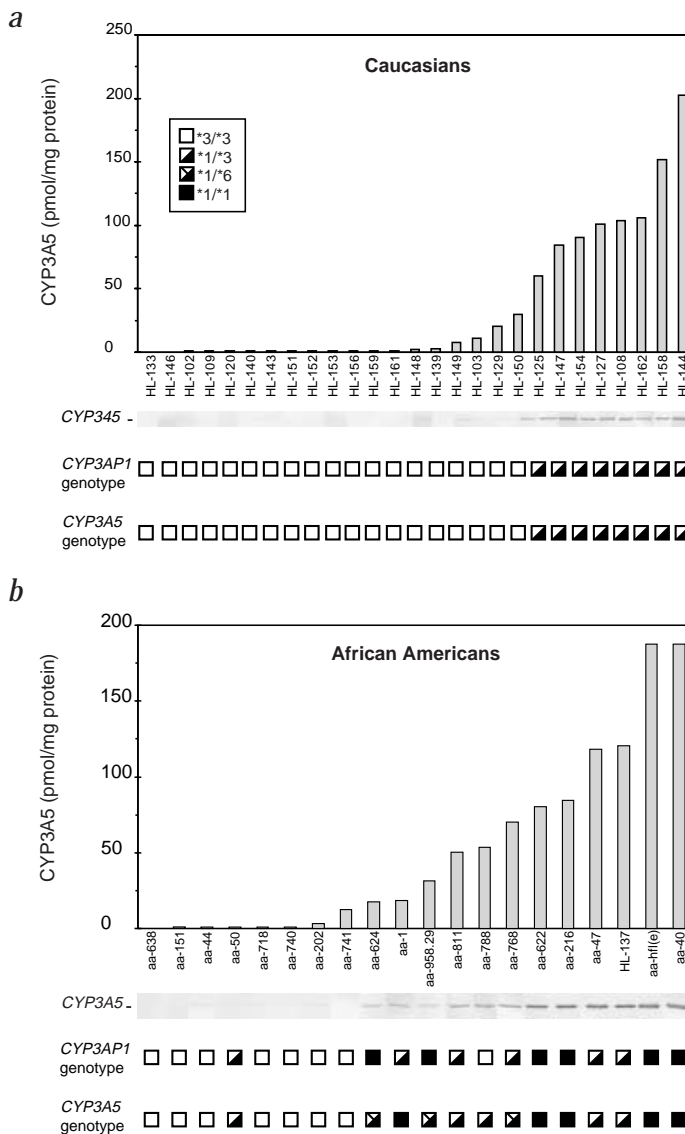 a
250
200
150
100
50
0
CYP3A5 (pmol/mg protein)
Caucasians
*3/*3
*1/*3
*1/*6
*1/*1
HL-133
HL-146
HL-102
HL-109
HL-120
HL-140
HL-143
HL-151
HL-152
HL-153
HL-156
HL-159
HL-161
HL-148
HL-139
HL-149
HL-103
HL-129
HL-150
HL-125
HL-147
HL-154
HL-127
HL-108
HL-162
HL-158
HL-144
CYP345 -
CYP3AP1
genotype
CYP3A5
genotype
b
200
150
100
50
0
CYP3A5 (pmol/mg protein)
African Americans
aa-638
aa-151
aa-44
aa-50
aa-718
aa-740
aa-202
aa-741
aa-624
aa-1
aa-958.29
aa-811
aa-788
aa-768
aa-622
aa-216
aa-47
HL-137
aa-hfl(e)
aa-40
CYP3A5 -
CYP3AP1
genotype
CYP3A5
genotype